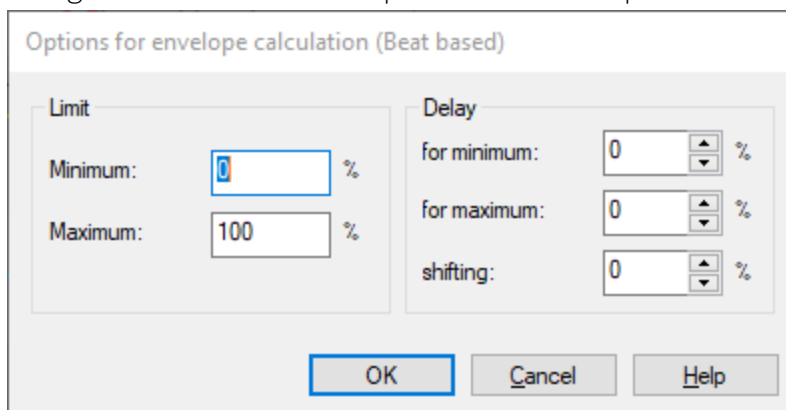 Options for envelope calculation (Beat based)
Limit
Minimum: 0 %
Maximum: 100 %
Delay
for minimum: 0 %
for maximum: 0 %
shifting: 0 %
OK Cancel Help